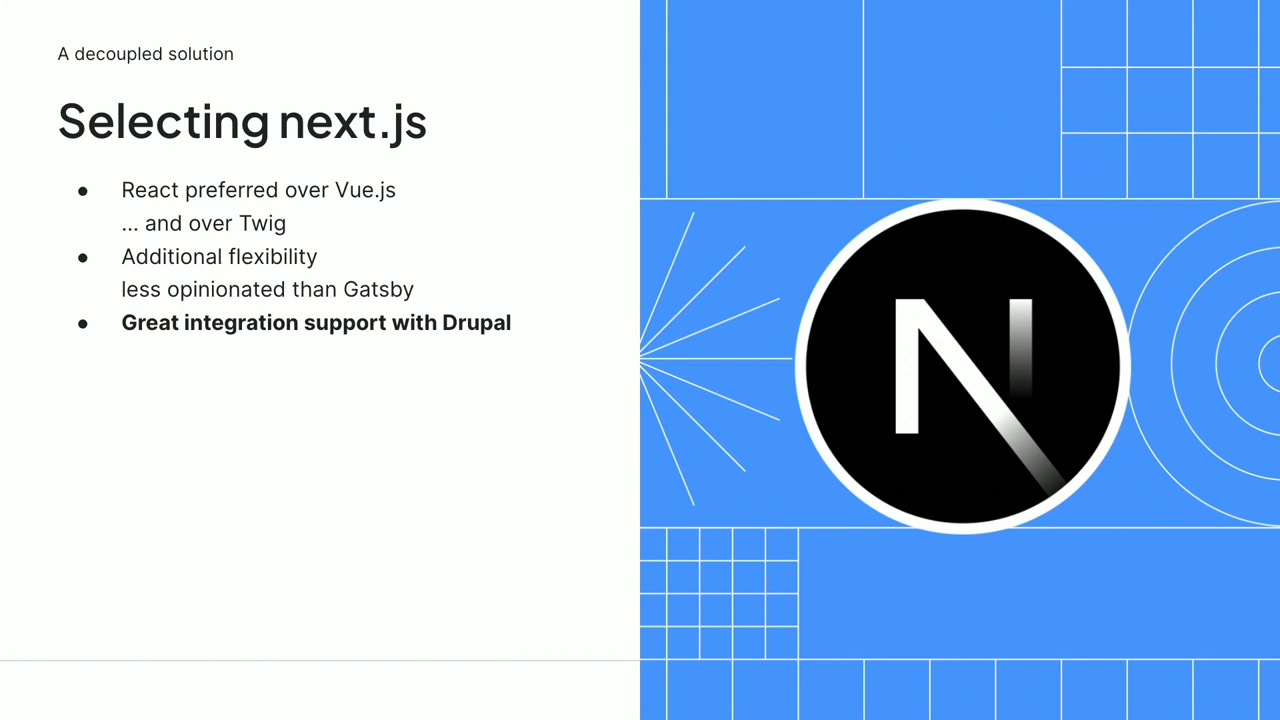 A decoupled solution
Selecting next.js
● React preferred over Vue.js
... and over Twig
● Additional flexibility
less opinionated than Gatsby
● Great integration support with Drupal
N